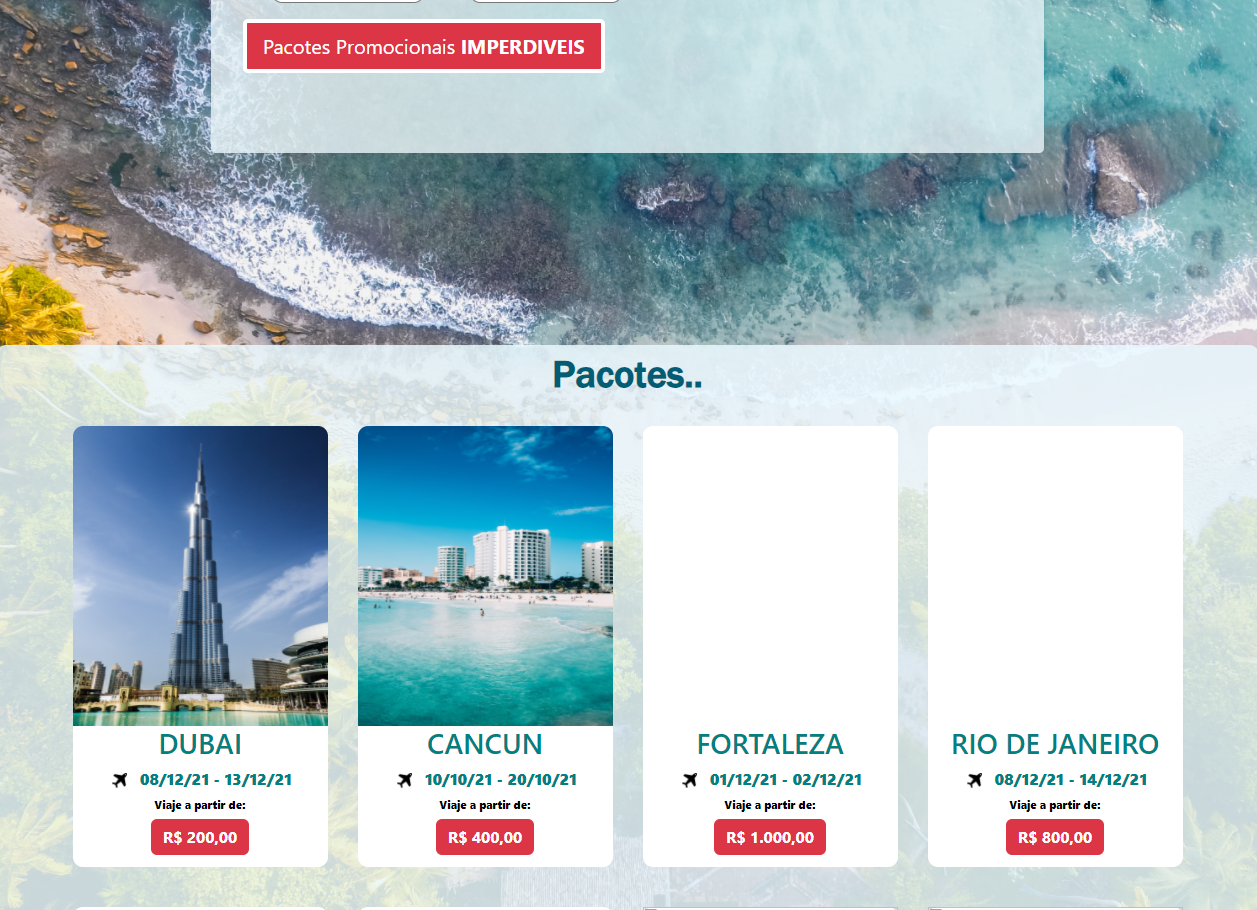 Pacotes Promocionais IMPERDIVEIS
Pacotes..
DUBAI
08/12/21 - 13/12/21
Viaje a partir de:
R$ 200,00
CANCUN
10/10/21 - 20/10/21
Viaje a partir de:
R$ 400,00
FORTALEZA
01/12/21 - 02/12/21
Viaje a partir de:
R$ 1.000,00
RIO DE JANEIRO
08/12/21 - 14/12/21
Viaje a partir de:
R$ 800,00